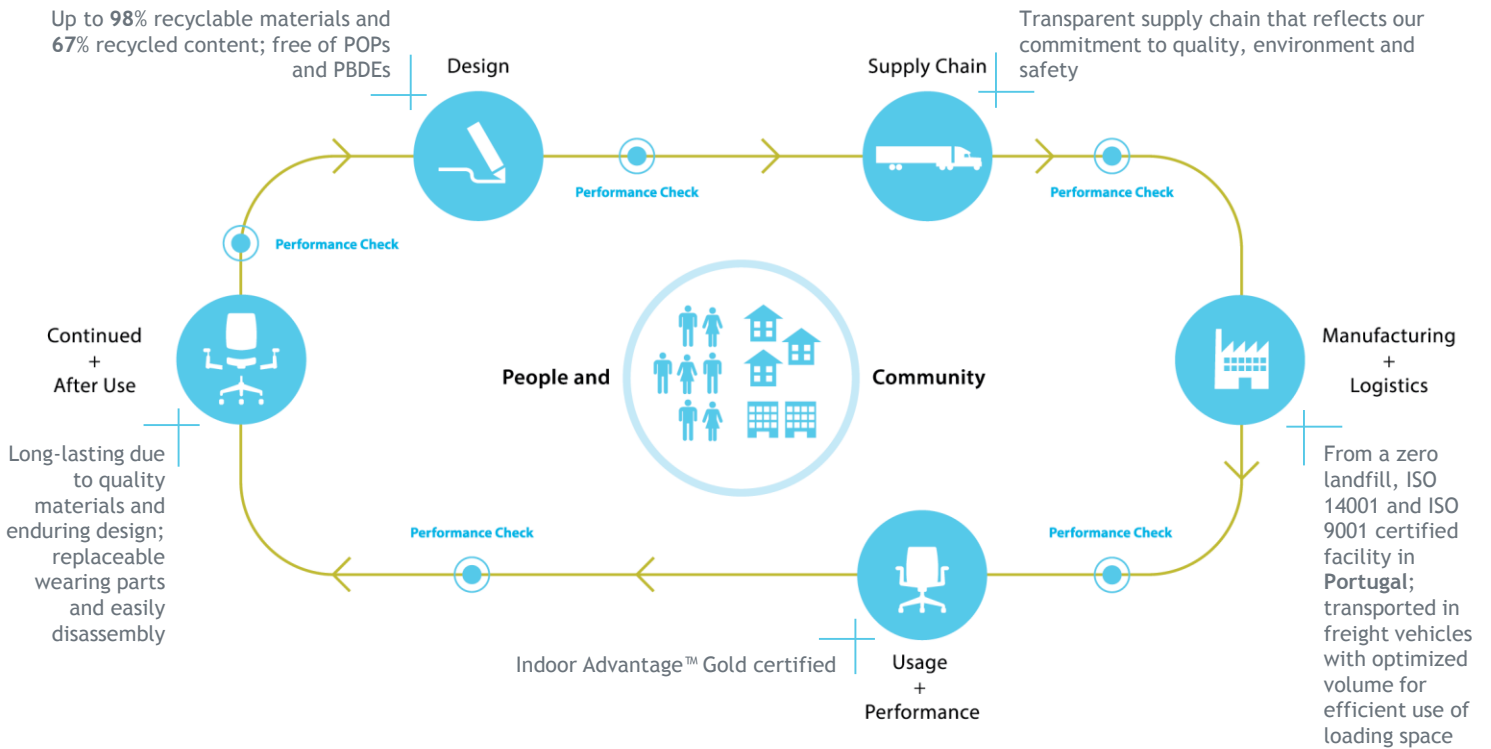 Up to 98% recyclable materials and
67% recycled content; free of POPs
and PBDEs
Design
Supply Chain
Transparent supply chain that reflects our
commitment to quality, environment and
safety
Performance Check
Performance Check
Performance Check
Continued
+
After Use
People and
Community
Manufacturing
+
Logistics
Long-lasting due
to quality
materials and
enduring design;
replaceable
wearing parts
and easily
disassembly
From a zero
landfill, ISO
14001 and ISO
9001 certified
facility in
Portugal;
transported in
freight vehicles
with optimized
volume for
efficient use of
loading space
Performance Check
Performance Check
Indoor Advantage™ Gold certified
Usage
+
Performance